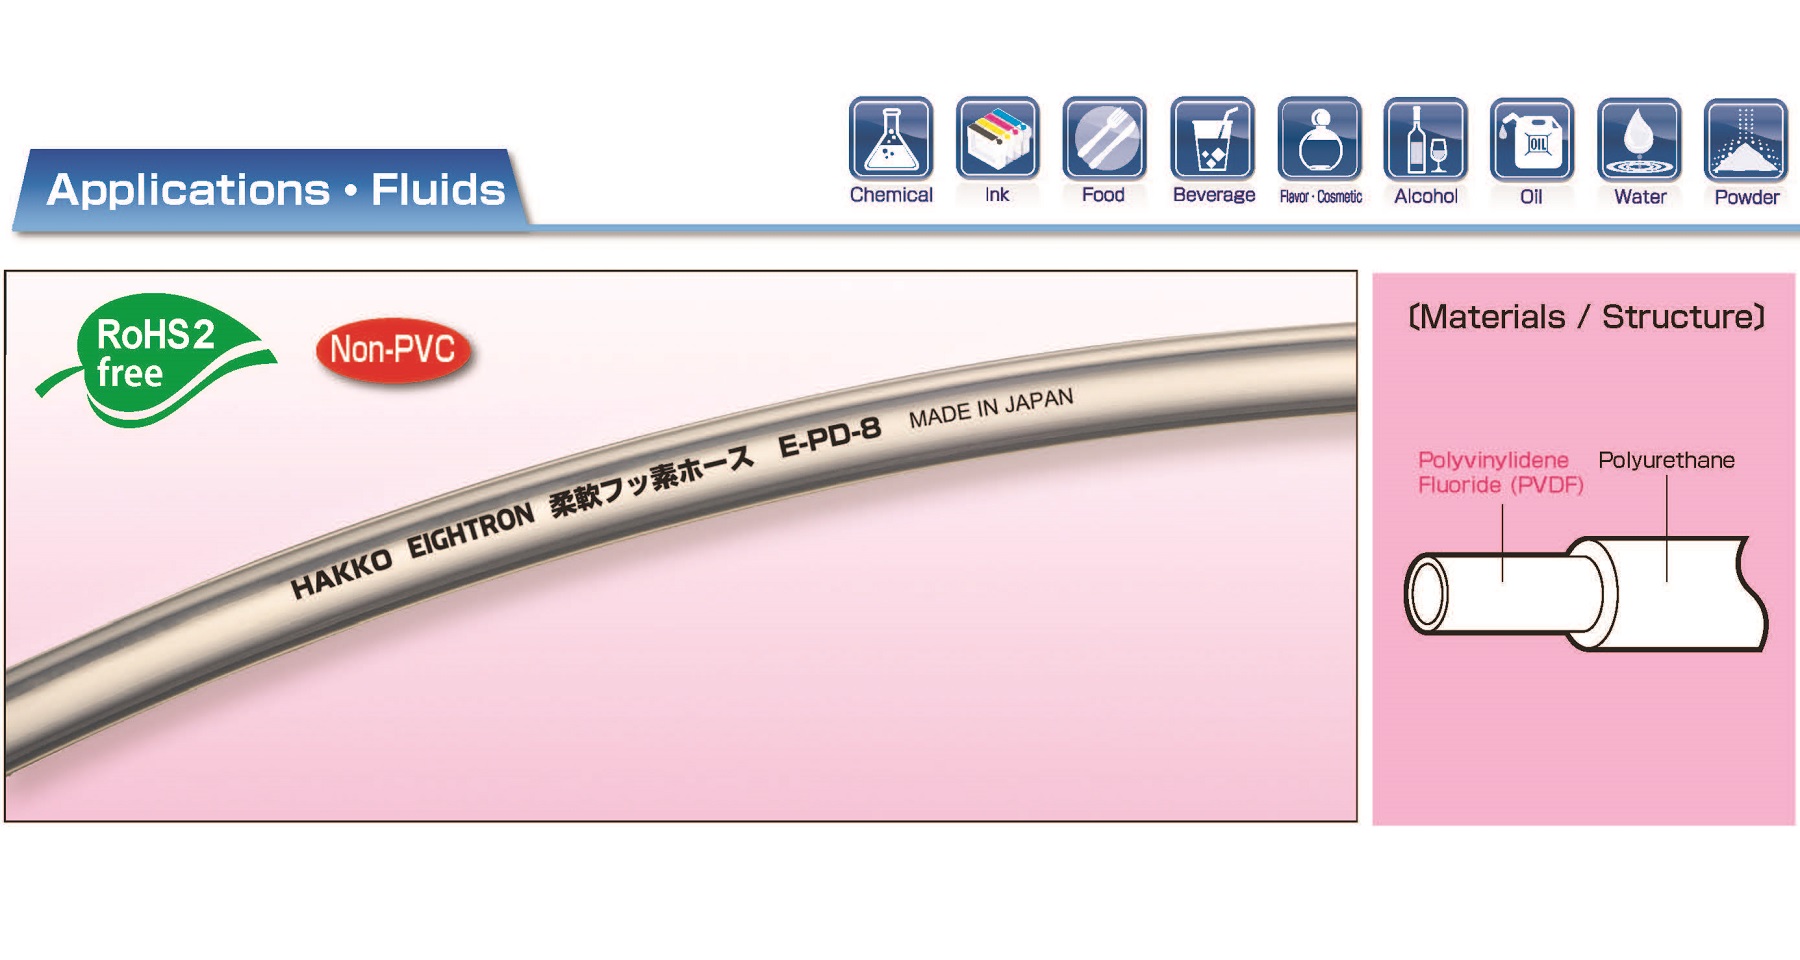 Applications・Fluids
Chemical
Ink
Food
Beverage
Flavor・Cosmetic
Alcohol
OIL
Oil
Water
Powder
RoHS2
free
Non-PVC
HAKKO EIGHTRON 柔軟フッ素ホース E-PD-8 MADE IN JAPAN
〔Materials / Structure〕
Polyvinylidene
Fluoride (PVDF)
Polyurethane